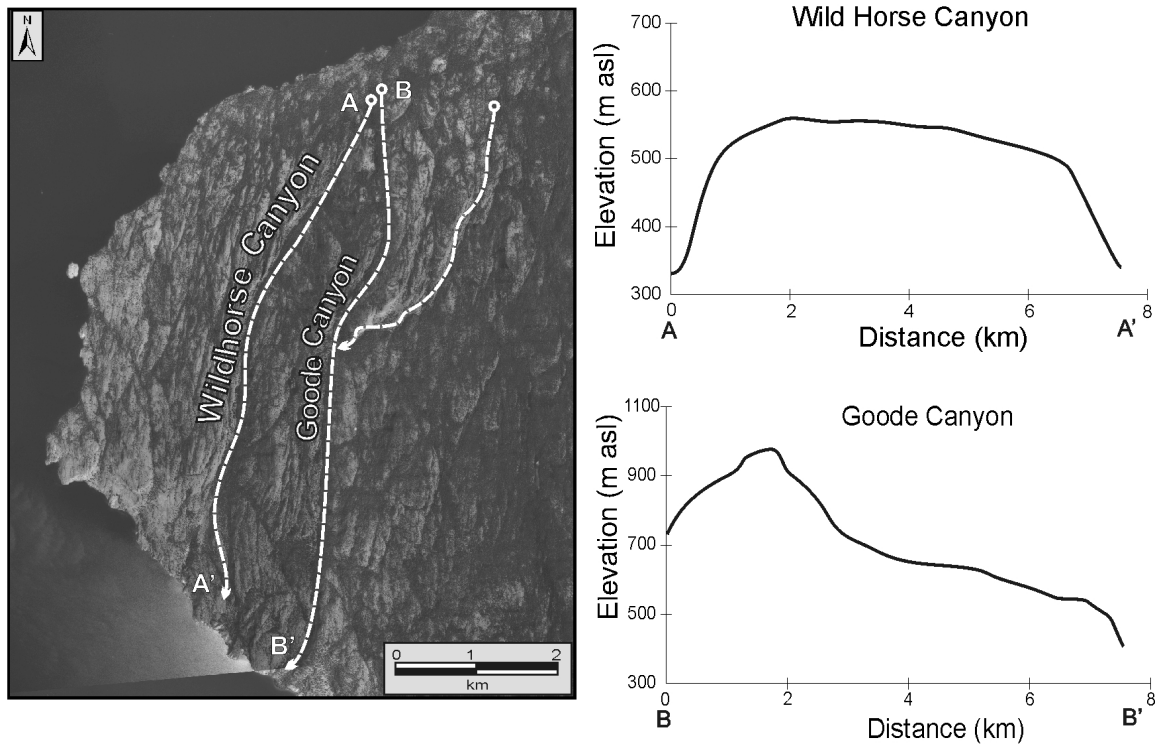 N
A
B
Wildhorse Canyon
Goode Canyon
A'
B'
0 1 2
km
Wild Horse Canyon
700
600
500
400
300
Elevation (m asl)
0 2 4 6 8
A A'
Distance (km)
Goode Canyon
1100
900
700
500
300
Elevation (m asl)
0 2 4 6 8
B B'
Distance (km)